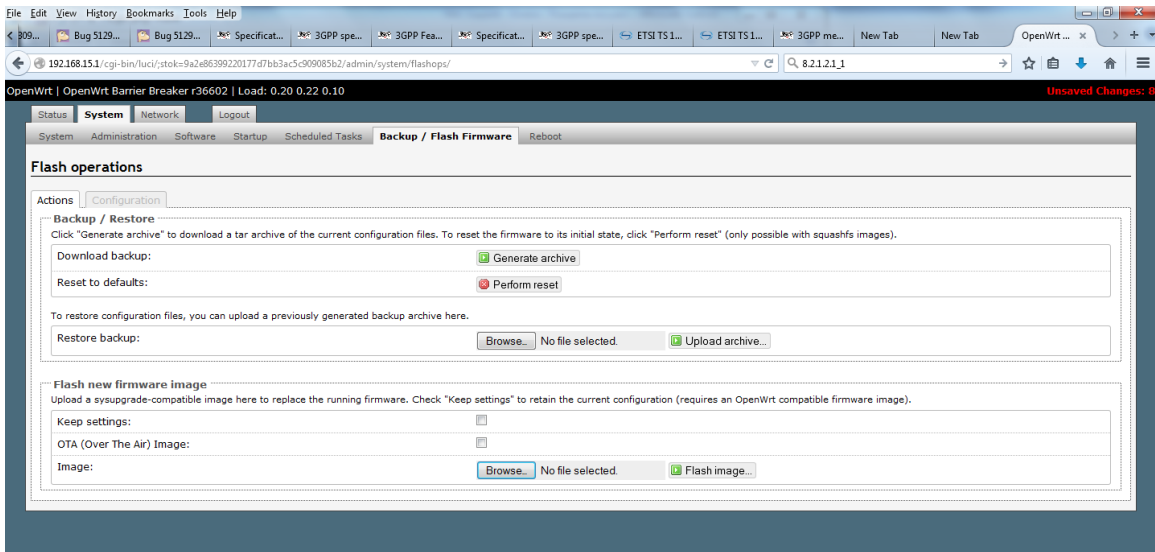 File Edit View History Bookmarks Tools Help
309... Bug 5129... Bug 5129... Specificat... 3GPP spe... 3GPP Fea... Specificat... 3GPP spe... ETSI TS 1... ETSI TS 1... 3GPP me... New Tab New Tab OpenWrt ...
192.168.15.1/cgi-bin/luci/;stok=9a2e86399220177d7bb3ac5c909085b2/admin/system/flashops/ 8.2.1.2.1_1
OpenWrt | OpenWrt Barrier Breaker r36602 | Load: 0.20 0.22 0.10 Unsaved Changes: 8
Status System Network Logout
System Administration Software Startup Scheduled Tasks Backup / Flash Firmware Reboot
Flash operations
Actions Configuration
Backup / Restore
Click "Generate archive" to download a tar archive of the current configuration files. To reset the firmware to its initial state, click "Perform reset" (only possible with squashfs images).
Download backup: Generate archive
Reset to defaults: Perform reset
To restore configuration files, you can upload a previously generated backup archive here.
Restore backup: Browse.. No file selected. Upload archive...
Flash new firmware image
Upload a sysupgrade-compatible image here to replace the running firmware. Check "Keep settings" to retain the current configuration (requires an OpenWrt compatible firmware image).
Keep settings:
OTA (Over The Air) Image:
Image: Browse.. No file selected. Flash image...